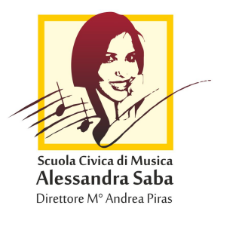 Scuola Civica di Musica
Alessandra Saba
Direttore M° Andrea Piras